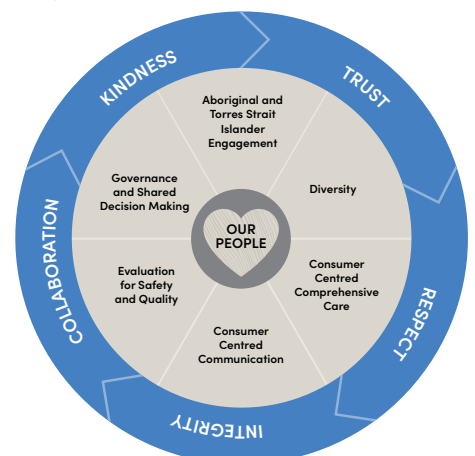 KINDNESS
TRUST
RESPECT
INTEGRITY
COLLABORATION
Aboriginal and
Torres Strait
Islander
Engagement
Diversity
Consumer
Centred
Comprehensive
Care
Consumer
Centred
Communication
Evaluation
for Safety
and Quality
Governance
and Shared
Decision Making
OUR
PEOPLE